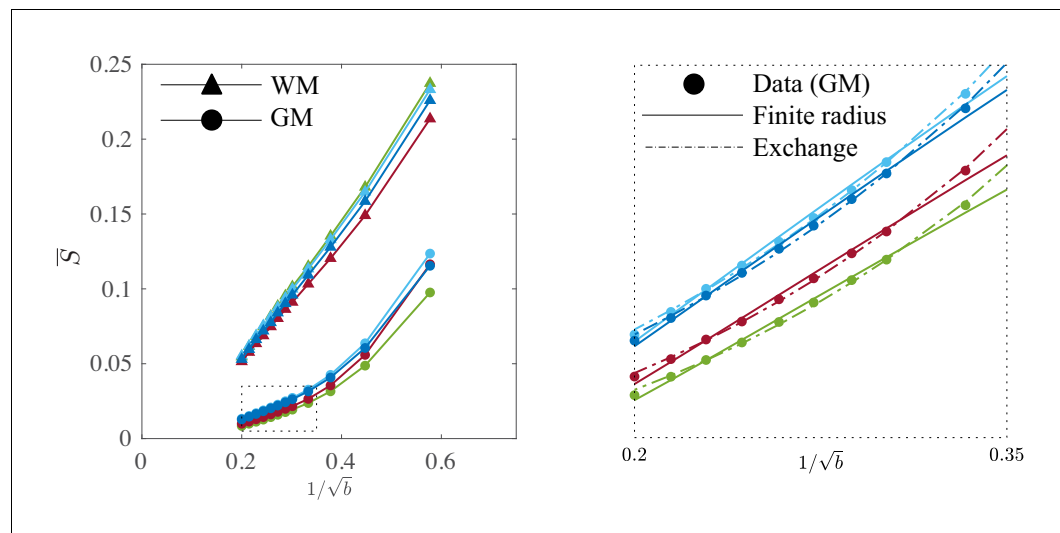 0.25
0.2
0.15
0.1
0.05
0
S̅
WM
GM
0
0.2
0.4
0.6
1/√b
Data (GM)
Finite radius
Exchange
0.2
1/√b
0.35